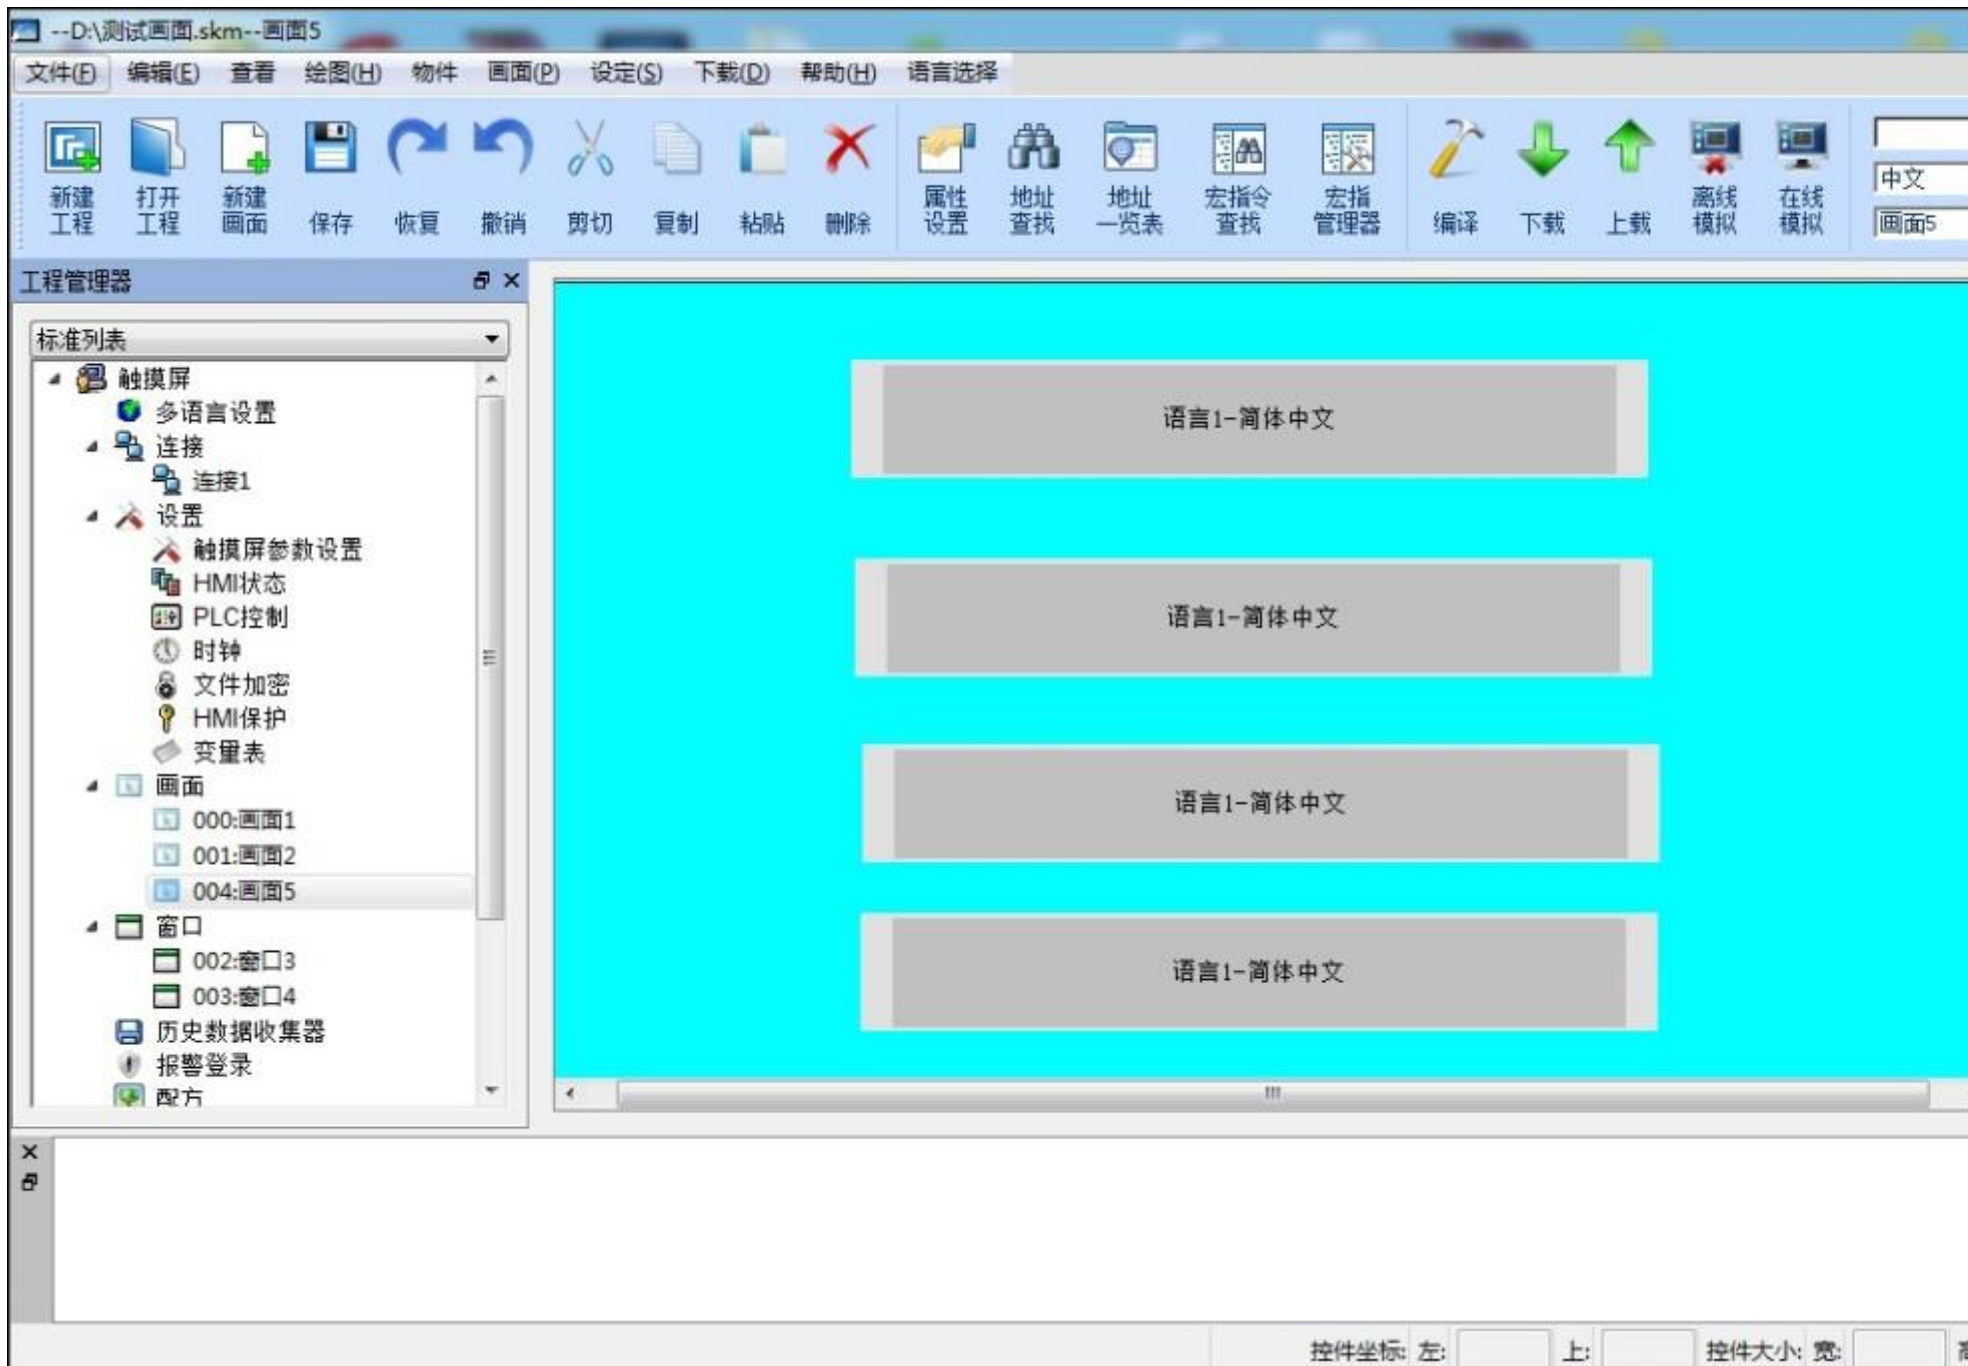 --D:\测试画面.skm--画面5
文件(F) 编辑(E) 查看 绘图(H) 物件 画面(P) 设定(S) 下载(D) 帮助(H) 语言选择
新建工程 打开工程 新建画面 保存 恢复 撤销 剪切 复制 粘贴 删除 属性设置 地址查找 地址一览表 宏指令查找 宏指管理器 编译 下载 上载 离线模拟 在线模拟
中文
画面5
工程管理器
标准列表
触摸屏
多语言设置
连接
连接1
设置
触摸屏参数设置
HMI状态
PLC控制
时钟
文件加密
HMI保护
变量表
画面
000:画面1
001:画面2
004:画面5
窗口
002:窗口3
003:窗口4
历史数据收集器
报警登录
配方
语言1-简体中文
语言1-简体中文
语言1-简体中文
语言1-简体中文
控件坐标: 左: 上: 控件大小: 宽: